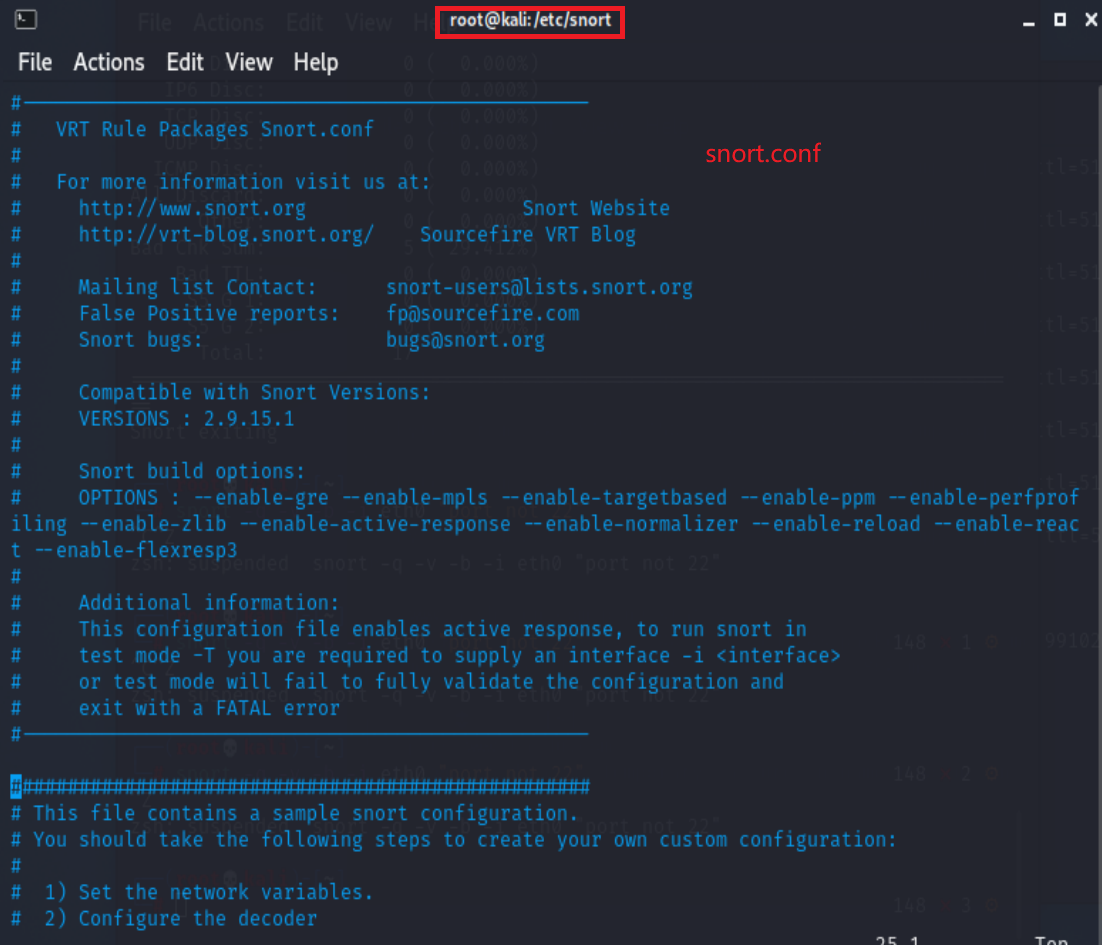 root@kali:/etc/snort
File Actions Edit View Help
#
# VRT Rule Packages Snort.conf
#
snort.conf
# For more information visit us at:
# http://www.snort.org Snort Website
# http://vrt-blog.snort.org/ Sourcefire VRT Blog
#
# Mailing list Contact: snort-users@lists.snort.org
# False Positive reports: fp@sourcefire.com
# Snort bugs: bugs@snort.org
#
# Compatible with Snort Versions:
# VERSIONS : 2.9.15.1
#
# Snort build options:
# OPTIONS : --enable-gre --enable-mpls --enable-targetbased --enable-ppm --enable-perfprof
iling --enable-zlib --enable-active-response --enable-normalizer --enable-reload --enable-reac
t --enable-flexresp3
#
# Additional information:
# This configuration file enables active response, to run snort in
# test mode -T you are required to supply an interface -i <interface>
# or test mode will fail to fully validate the configuration and
# exit with a FATAL error
#
###################################################
# This file contains a sample snort configuration.
# You should take the following steps to create your own custom configuration:
#
# 1) Set the network variables.
# 2) Configure the decoder
25,1 Top